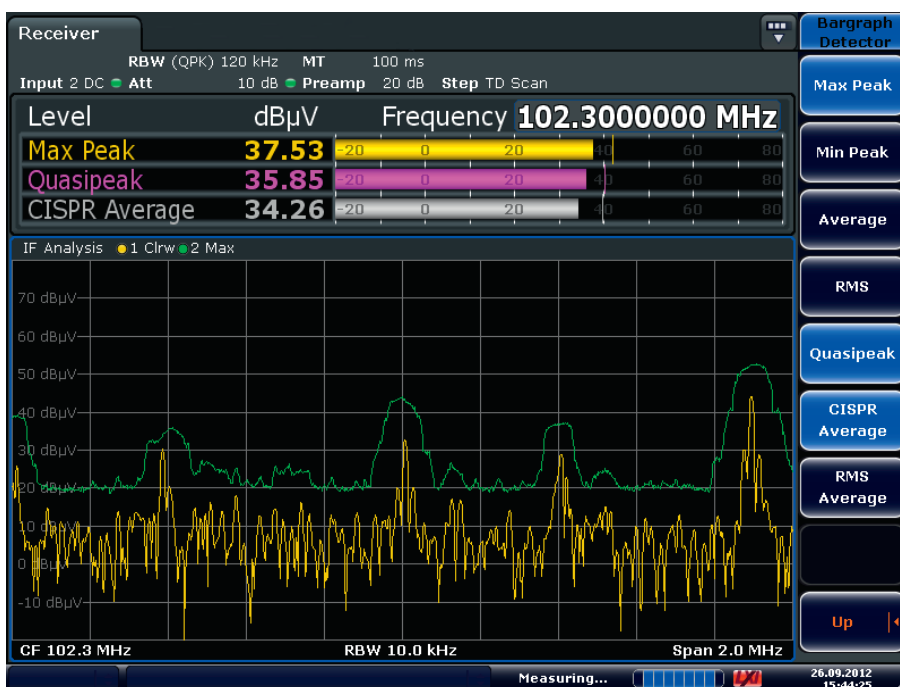 Receiver
RBW (QPK) 120 kHz MT 100 ms
Input 2 DC Att 10 dB Preamp 20 dB Step TD Scan
Level dBµV Frequency 102.3000000 MHz
Max Peak 37.53 -20 0 20 40 60 80
Quasipeak 35.85 -20 0 20 40 60 80
CISPR Average 34.26 -20 0 20 40 60 80
IF Analysis 1 Clrw 2 Max
70 dBµV
60 dBµV
50 dBµV
40 dBµV
30 dBµV
20 dBµV
0 dBµV
-10 dBµV
CF 102.3 MHz RBW 10.0 kHz Span 2.0 MHz
Measuring... LXI 26.09.2012
15:44:25
Bargraph
Detector
Max Peak
Min Peak
Average
RMS
Quasipeak
CISPR
Average
RMS
Average
Up